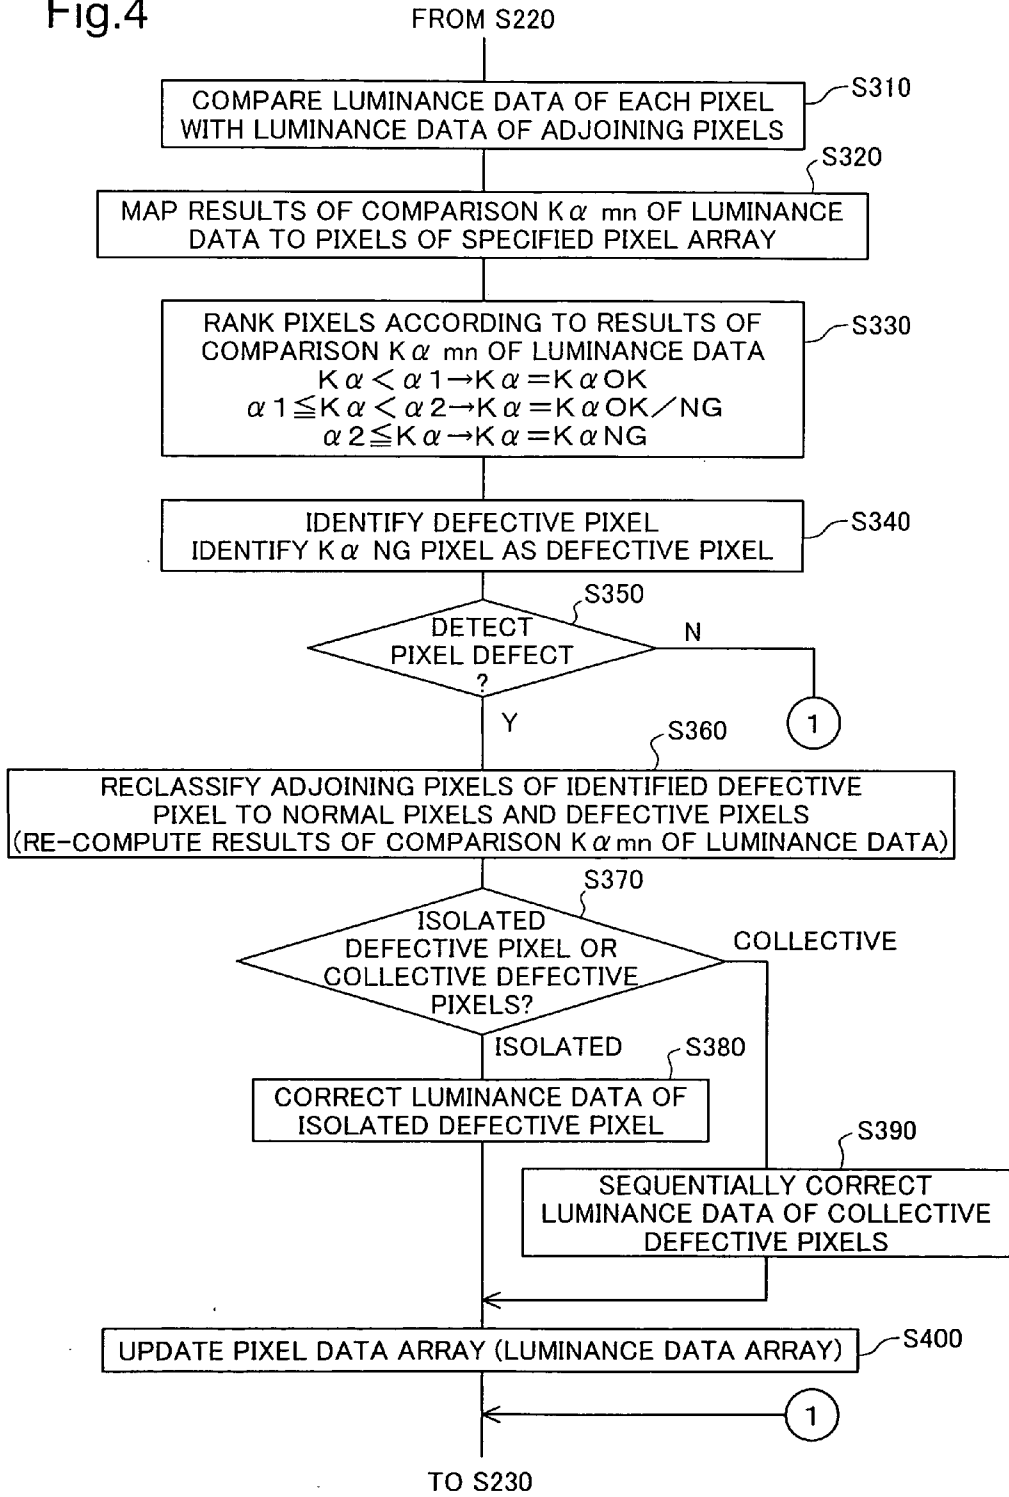 Fig.4
FROM S220
COMPARE LUMINANCE DATA OF EACH PIXEL
WITH LUMINANCE DATA OF ADJOINING PIXELS
S310
S320
MAP RESULTS OF COMPARISON Kα mn OF LUMINANCE
DATA TO PIXELS OF SPECIFIED PIXEL ARRAY
RANK PIXELS ACCORDING TO RESULTS OF
COMPARISON Kα mn OF LUMINANCE DATA
Kα<α1→Kα=KαOK
α1≦Kα<α2→Kα=KαOK/NG
α2≦Kα→Kα=KαNG
S330
IDENTIFY DEFECTIVE PIXEL
IDENTIFY Kα NG PIXEL AS DEFECTIVE PIXEL
S340
S350
DETECT
PIXEL DEFECT
?
N
1
Y
S360
RECLASSIFY ADJOINING PIXELS OF IDENTIFIED DEFECTIVE
PIXEL TO NORMAL PIXELS AND DEFECTIVE PIXELS
(RE-COMPUTE RESULTS OF COMPARISON Kαmn OF LUMINANCE DATA)
S370
ISOLATED
DEFECTIVE PIXEL OR
COLLECTIVE DEFECTIVE
PIXELS?
COLLECTIVE
ISOLATED
S380
CORRECT LUMINANCE DATA OF
ISOLATED DEFECTIVE PIXEL
S390
SEQUENTIALLY CORRECT
LUMINANCE DATA OF COLLECTIVE
DEFECTIVE PIXELS
UPDATE PIXEL DATA ARRAY (LUMINANCE DATA ARRAY)
S400
1
TO S230